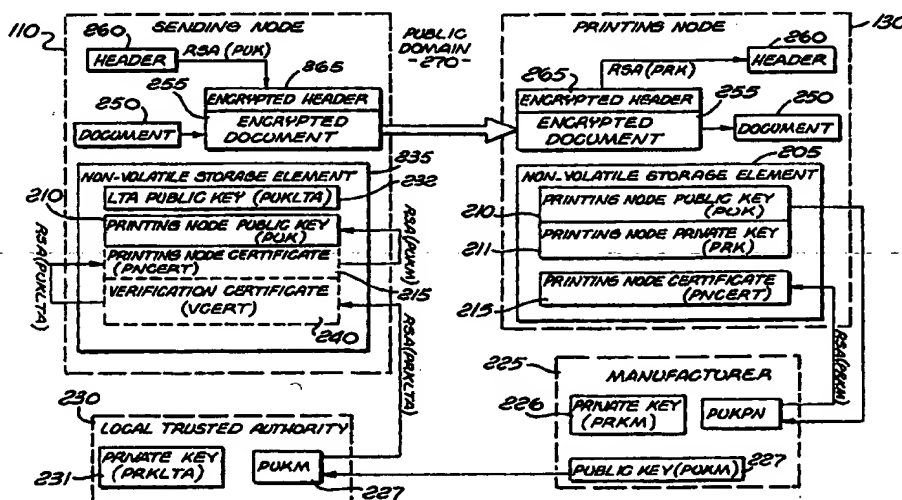 SENDING NODE
110
260
HEADER
RSA (PUK)
865
255
ENCRYPTED HEADER
ENCRYPTED
DOCUMENT
250
DOCUMENT
PUBLIC
DOMAIN
-270-
PRINTING NODE
130
260
HEADER
RSA (PRK)
265
255
ENCRYPTED HEADER
ENCRYPTED
DOCUMENT
250
DOCUMENT
235
NON-VOLATILE STORAGE ELEMENT
210
LTA PUBLIC KEY (PUKLTA)
232
PRINTING NODE PUBLIC KEY
(PUK)
PRINTING NODE CERTIFICATE
(PNCERT)
215
VERIFICATION CERTIFICATE
(VCERT)
240
RSA(PUKLTA)
RSA(PUKM)
RSA(PRKLTA)
205
NON-VOLATILE STORAGE ELEMENT
210
PRINTING NODE PUBLIC KEY
(PUK)
211
PRINTING NODE PRIVATE KEY
(PRK)
PRINTING NODE CERTIFICATE
(PNCERT)
215
RSA(PRKM)
225
MANUFACTURER
226
PRIVATE KEY
(PRKM)
PUKPN
PUBLIC KEY (PUKM)
227
230
LOCAL TRUSTED AUTHORITY
231
PRIVATE KEY
(PRKLTA)
PUKM
227